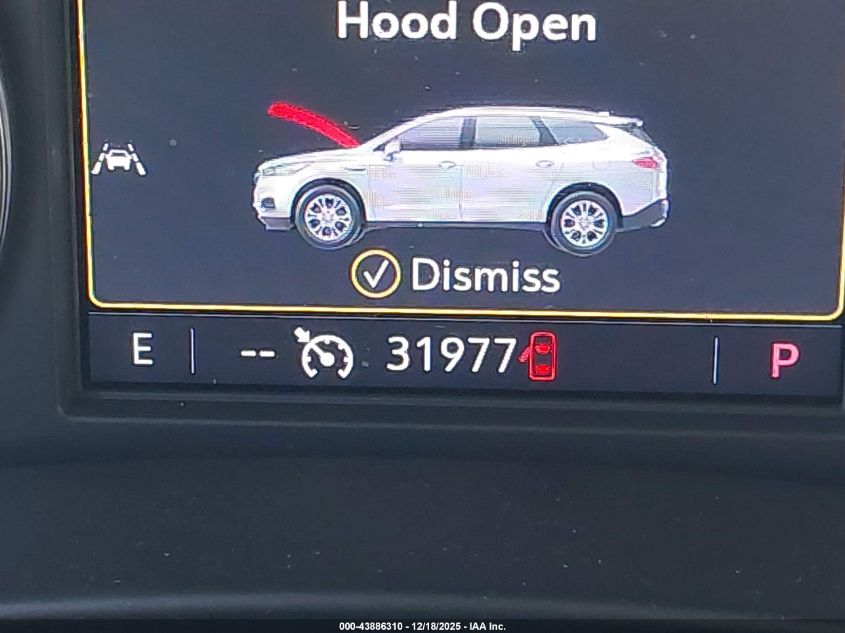 Hood Open
Dismiss
E -- 31977 P
000-43886310 - 12/18/2025 - IAA Inc.